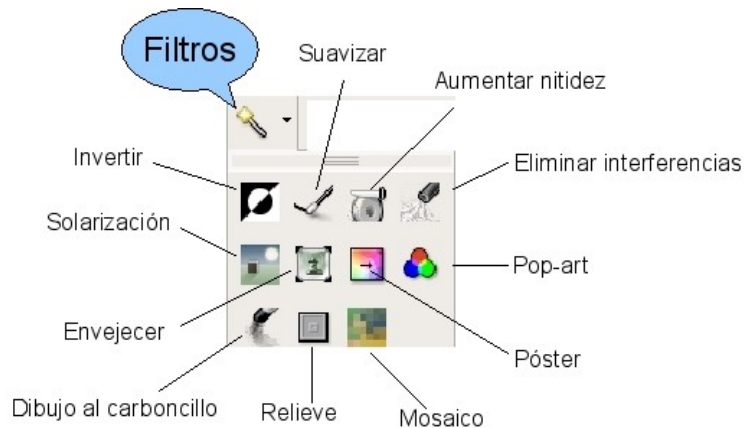 Filtros
Suavizar
Aumentar nitidez
Invertir
Eliminar interferencias
Solarización
Pop-art
Envejecer
Póster
Dibujo al carboncillo
Relieve
Mosaico